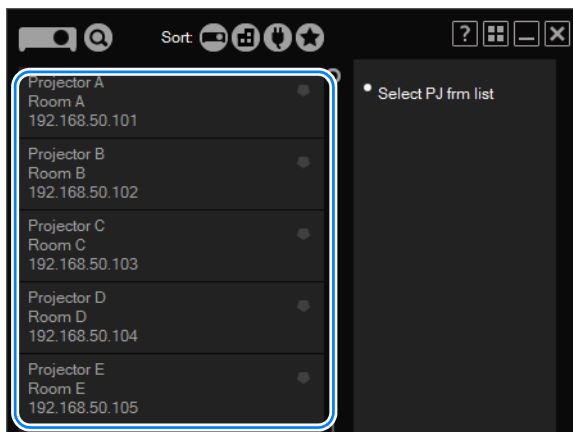 Sort:
?
Projector A
Room A
192.168.50.101
Projector B
Room B
192.168.50.102
Projector C
Room C
192.168.50.103
Projector D
Room D
192.168.50.104
Projector E
Room E
192.168.50.105
Select PJ frm list